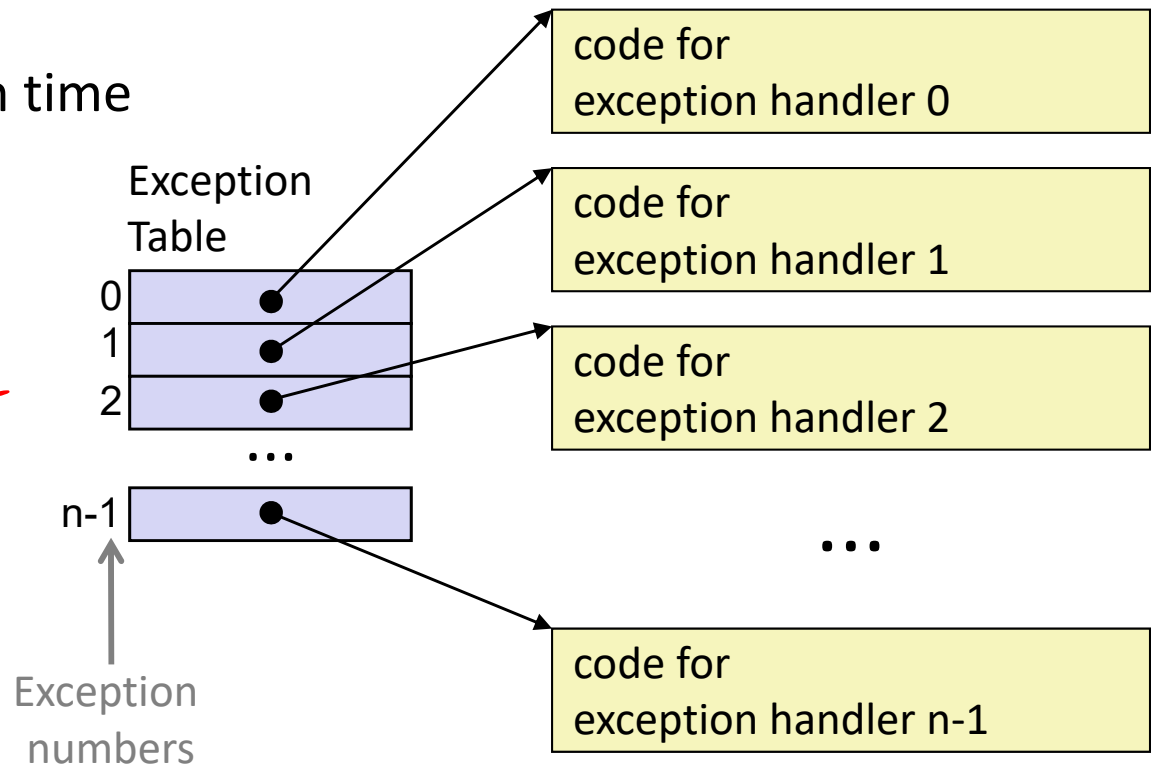 n time
Exception
Table
0
1
2
...
n-1
Exception
numbers
code for
exception handler 0
code for
exception handler 1
code for
exception handler 2
...
code for
exception handler n-1